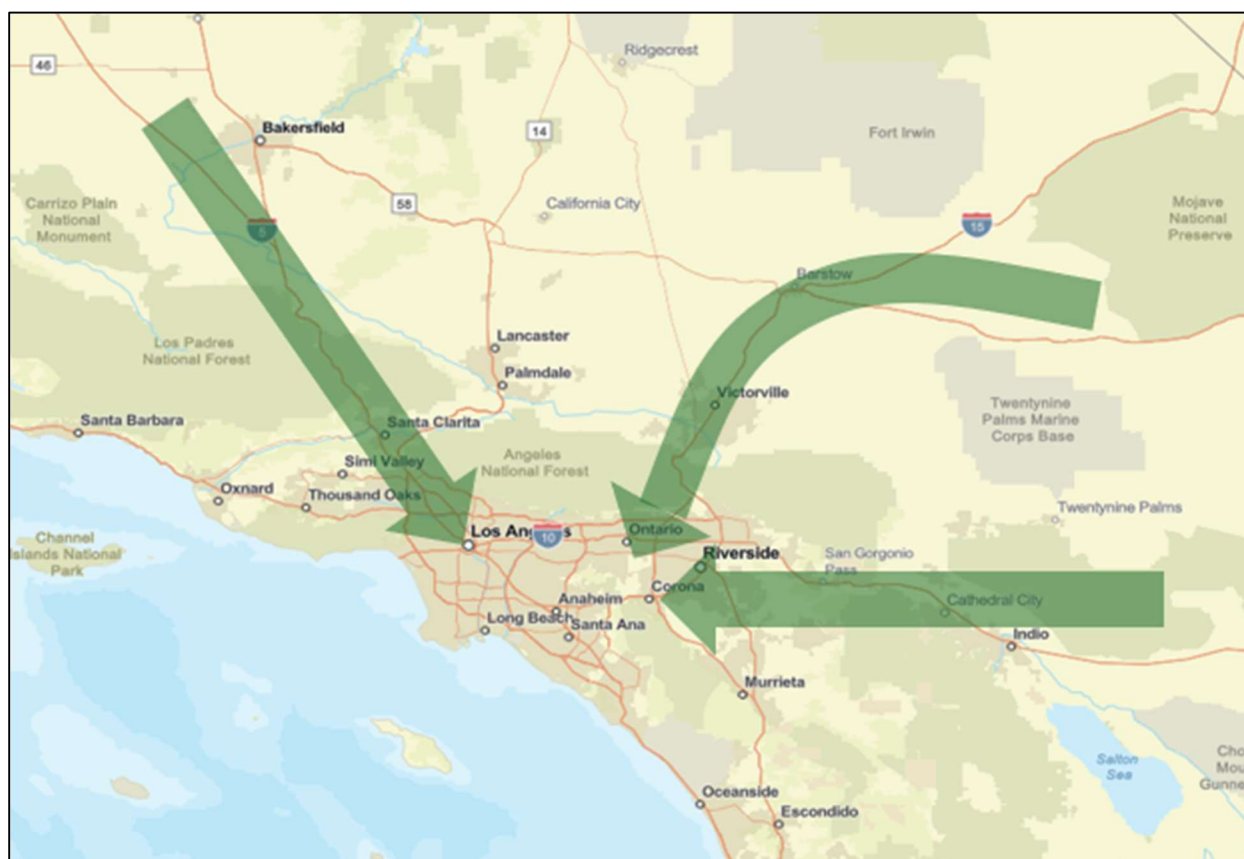 Ridgecrest
46
Bakersfield
14
Fort Irwin
Carrizo Plain
National
Monument
58
California City
Mojave
National
Preserve
5
15
Barstow
Los Padres
National Forest
Lancaster
Palmdale
Victorville
Twentynine
Palms Marine
Corps Base
Santa Barbara
Santa Clarita
Simi Valley
Angeles
National Forest
Oxnard
Thousand Oaks
Twentynine Palms
Channel
Islands National
Park
Los Angeles
10
Ontario
Riverside
San Gorgonio
Pass
Corona
Cathedral City
Anaheim
Long Beach
Santa Ana
Indio
Murrieta
Salton
Sea
Cho
Mou
Gunne
Oceanside
Escondido